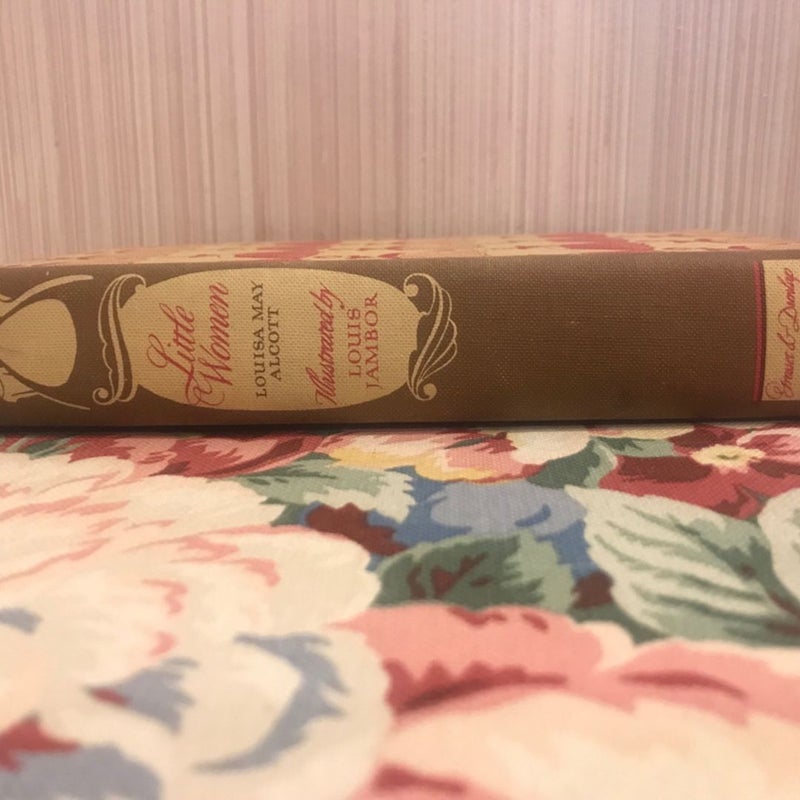 Little
Women
LOUISA MAY
ALCOTT
Illustrated by
LOUIS
JAMBOR
Grosset & Dunlap